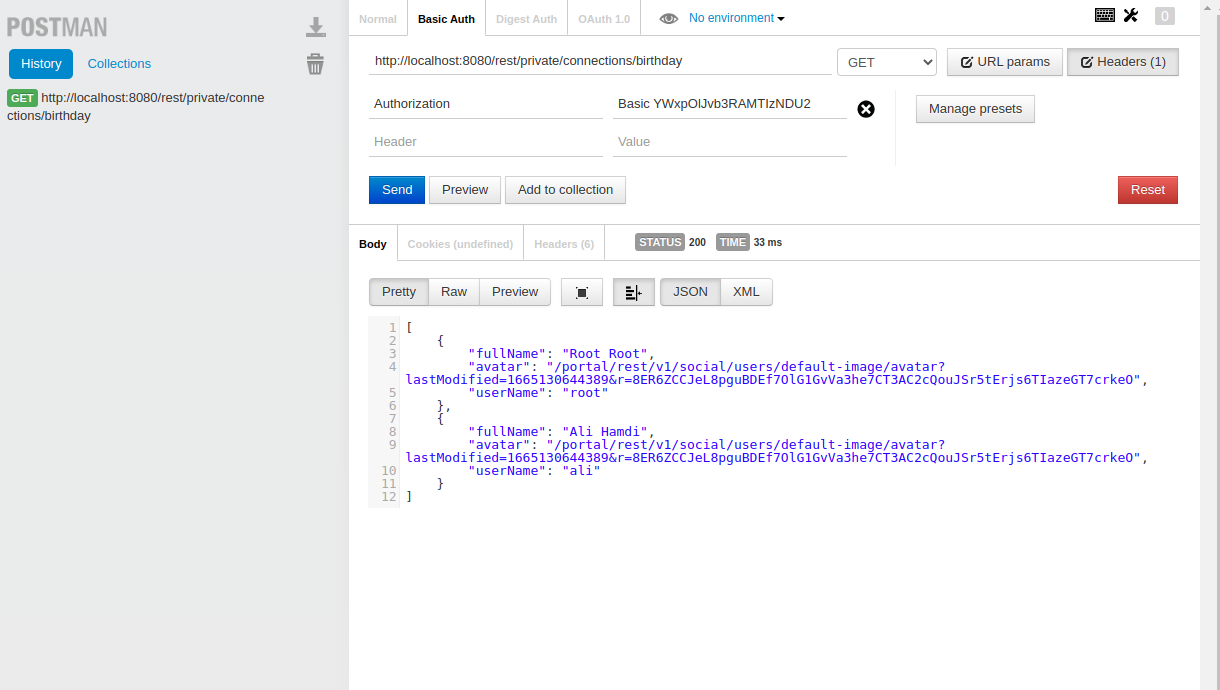 POSTMAN
History Collections
GET http://localhost:8080/rest/private/conne
ctions/birthday
Normal Basic Auth Digest Auth OAuth 1.0 No environment 0
http://localhost:8080/rest/private/connections/birthday GET URL params Headers (1)
Authorization Basic YWxpOlJvb3RAMTIzNDU2 Manage presets
Header Value
Send Preview Add to collection Reset
Body Cookies (undefined) Headers (6) STATUS 200 TIME 33 ms
Pretty Raw Preview JSON XML
1 [
2 {
3 "fullName": "Root Root",
4 "avatar": "/portal/rest/v1/social/users/default-image/avatar?
lastModified=1665130644389&r=8ER6ZCCJeL8pguBDEf7OlG1GvVa3he7CT3AC2cQouJSr5tErjs6TIazeGT7crkeO",
5 "userName": "root"
6 },
7 {
8 "fullName": "Ali Hamdi",
9 "avatar": "/portal/rest/v1/social/users/default-image/avatar?
lastModified=1665130644389&r=8ER6ZCCJeL8pguBDEf7OlG1GvVa3he7CT3AC2cQouJSr5tErjs6TIazeGT7crkeO",
10 "userName": "ali"
11 }
12 ]